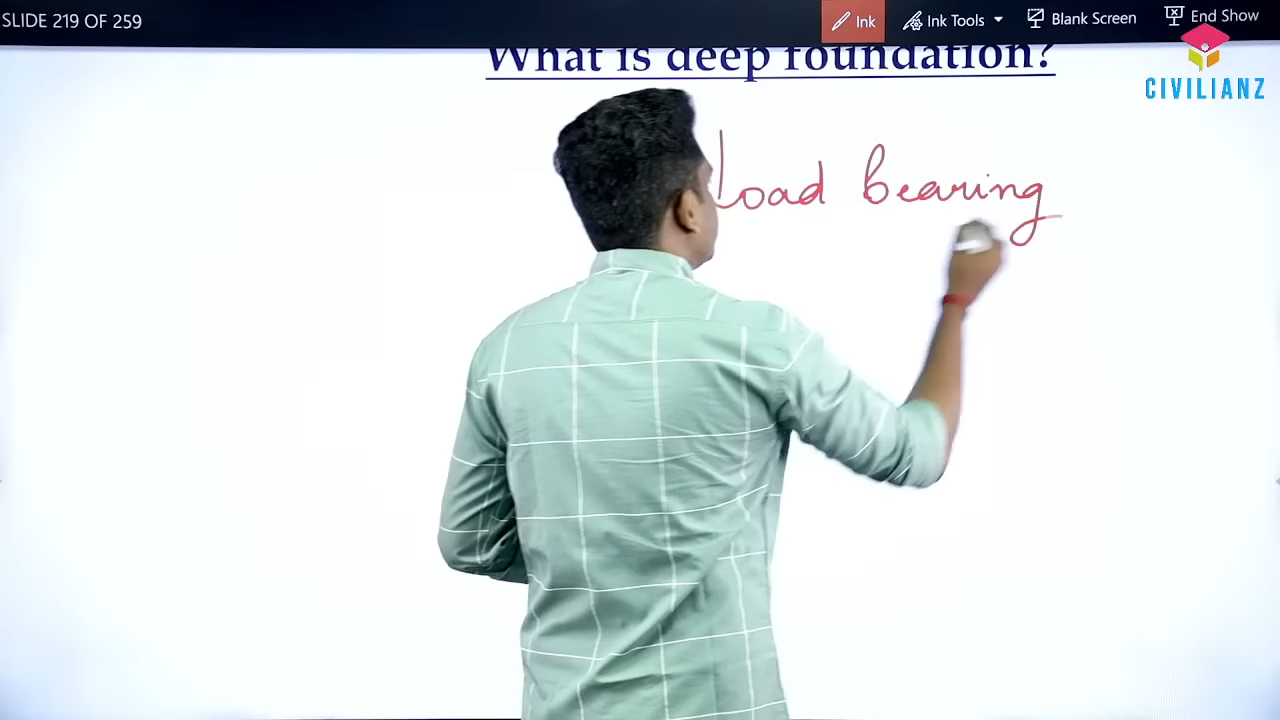 SLIDE 219 OF 259
Ink
Ink Tools
Blank Screen
End Show
CIVILIANZ
What is deep foundation?
Load bearing